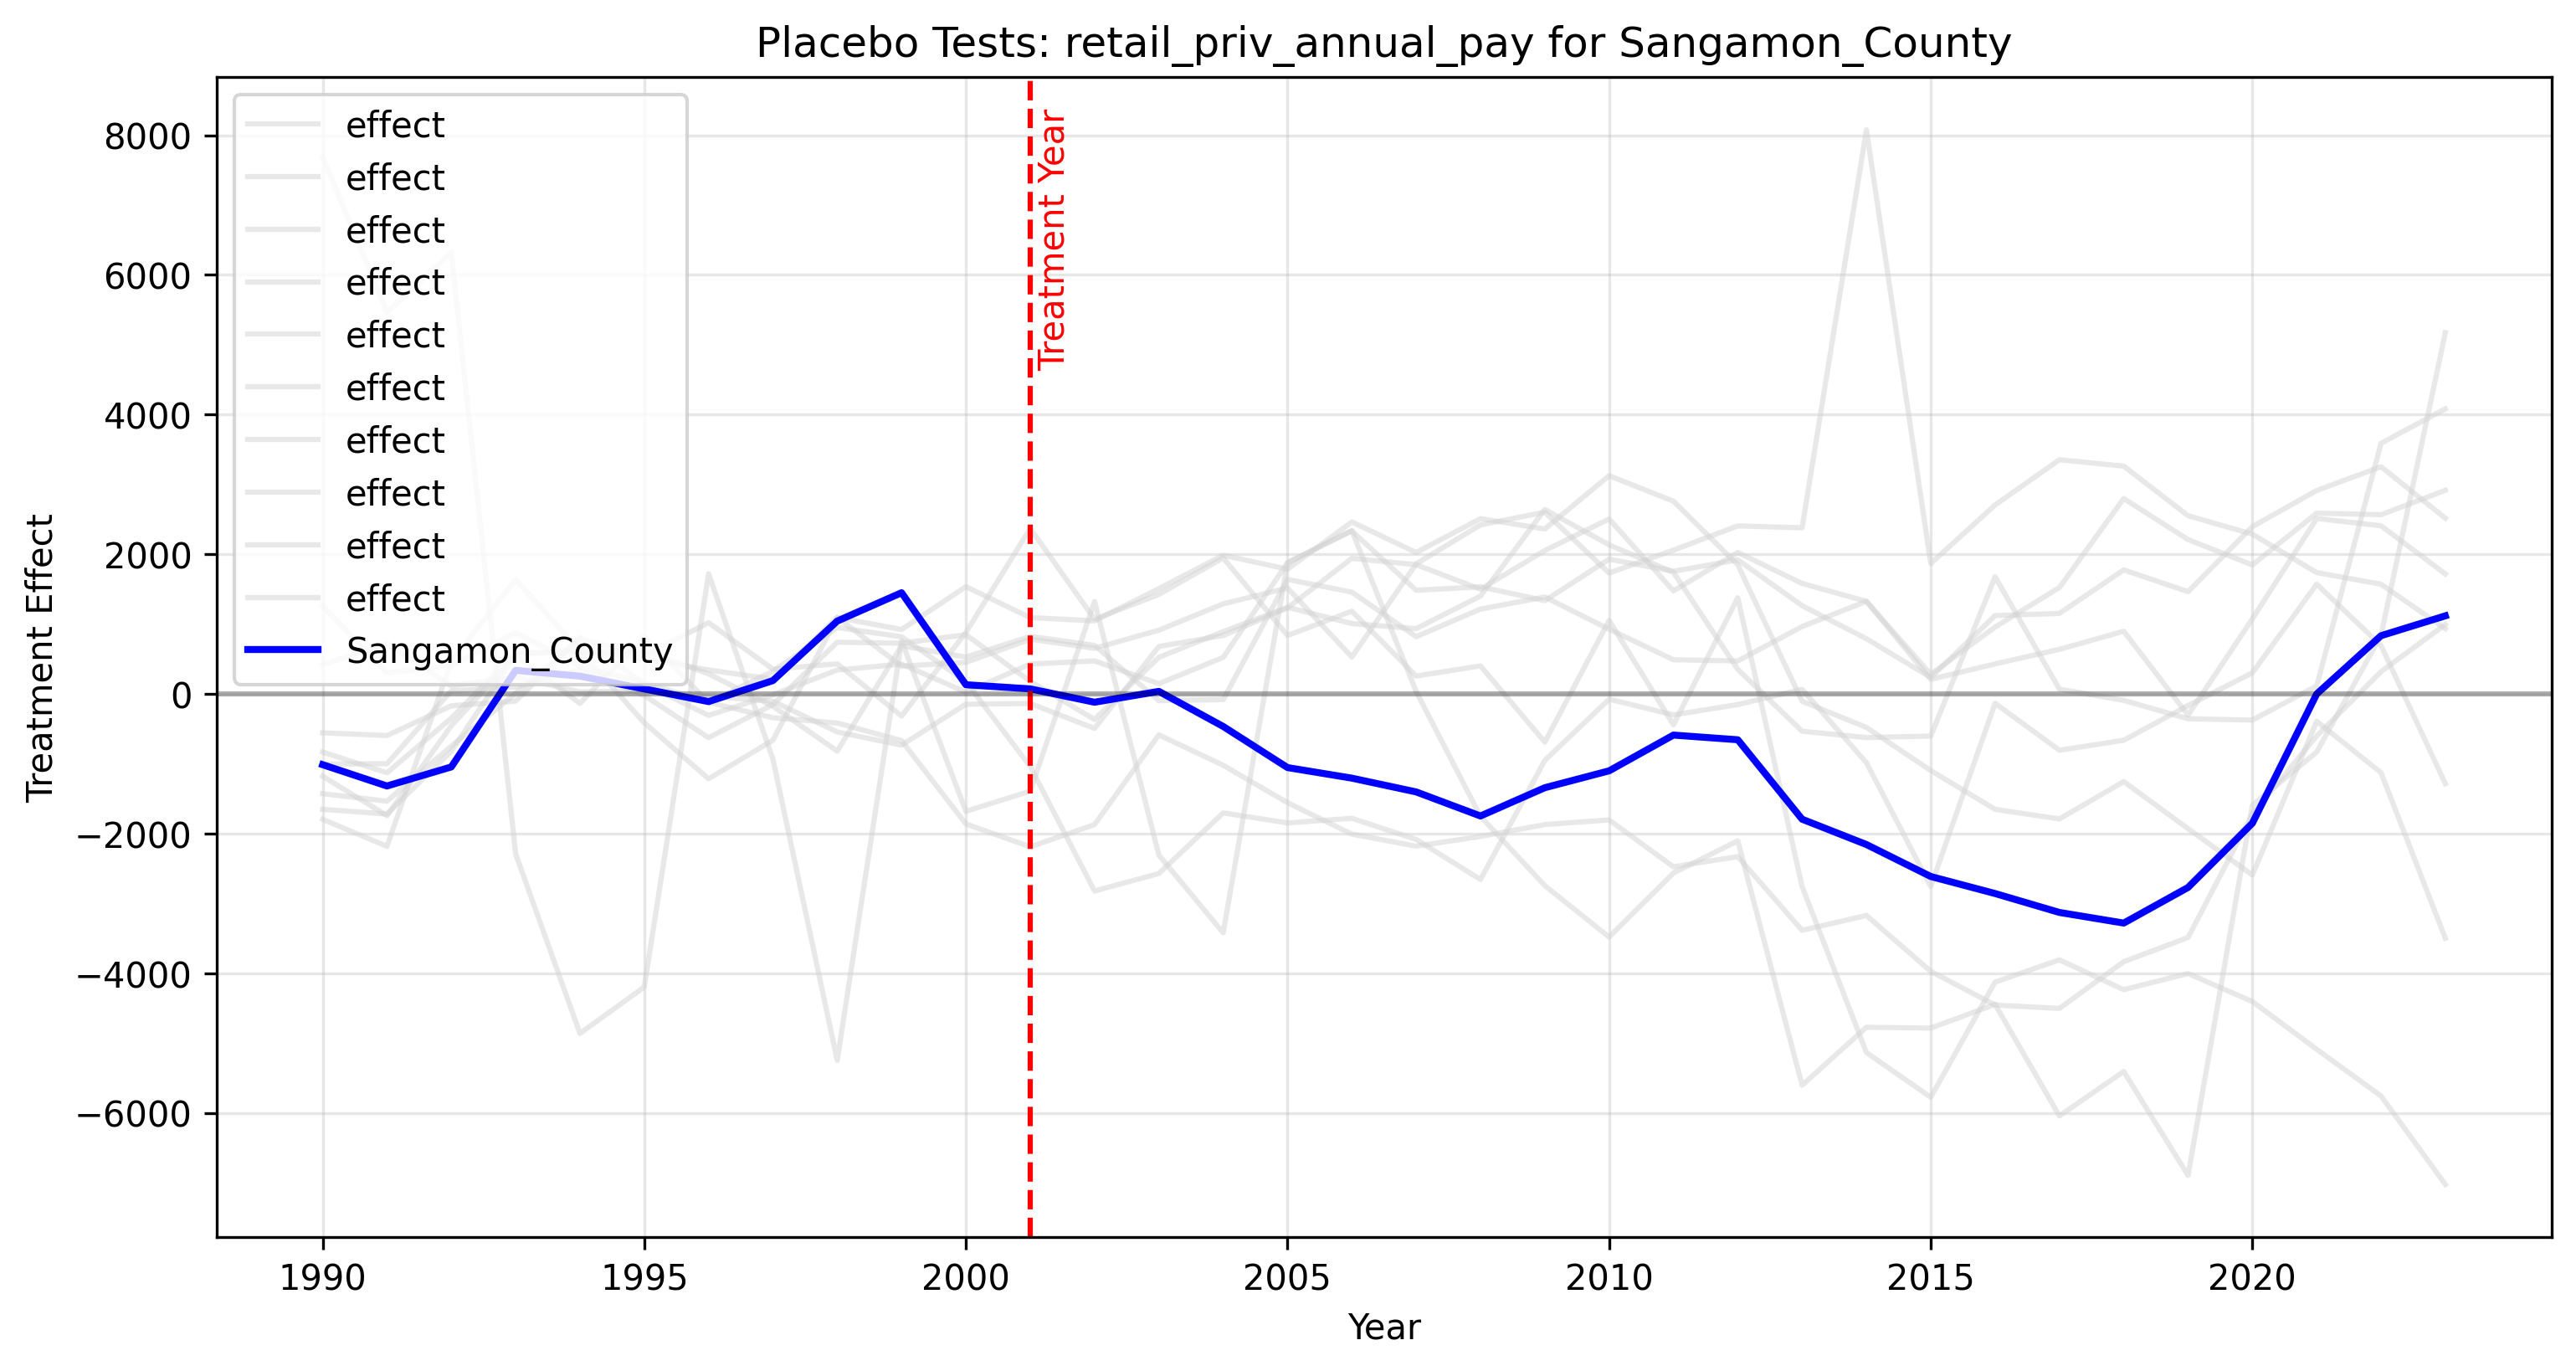 Placebo Tests: retail_priv_annual_pay for Sangamon_County
effect
effect
effect
effect
effect
effect
effect
effect
effect
effect
Sangamon_County
Treatment Year
Treatment Effect
8000
6000
4000
2000
0
−2000
−4000
−6000
1990
1995
2000
2005
2010
2015
2020
Year